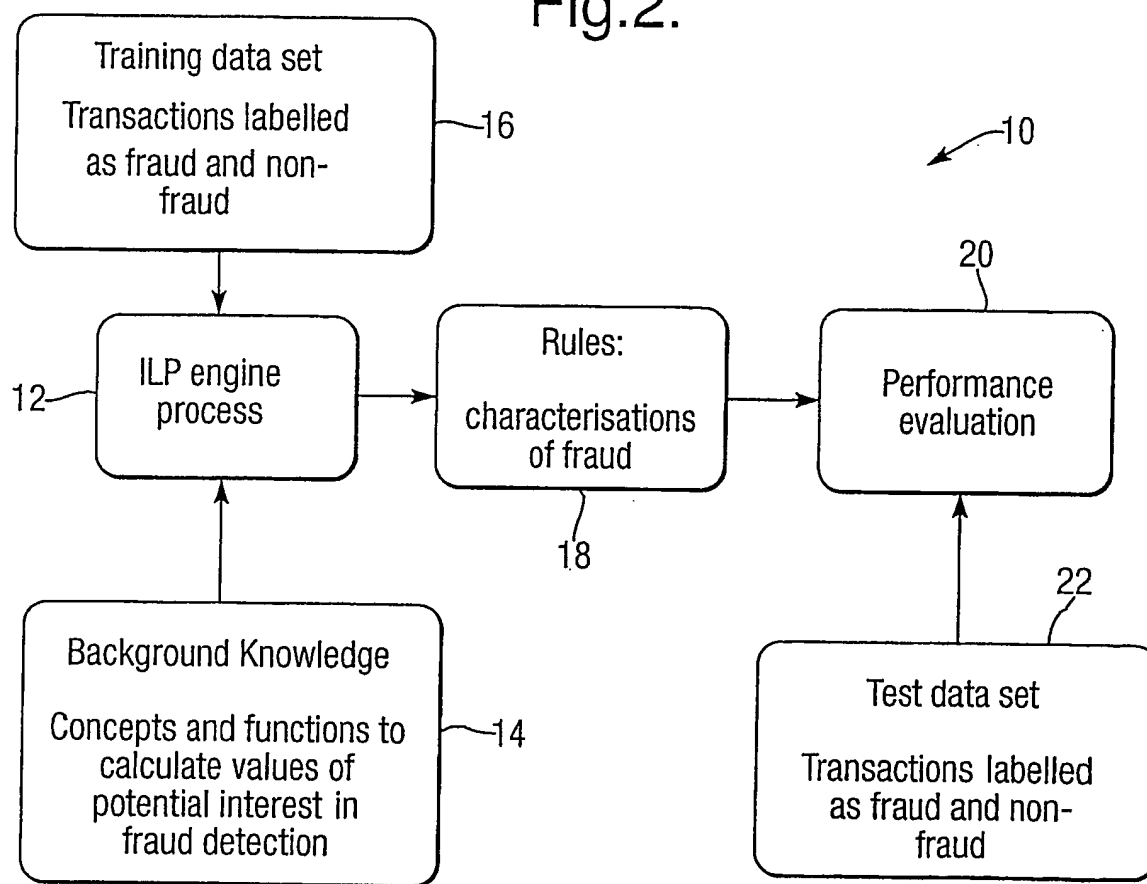 Fig.2.
Training data set
Transactions labelled
as fraud and non-
fraud
16
10
20
ILP engine
process
12
Rules:
characterisations
of fraud
18
Performance
evaluation
22
Background Knowledge
Concepts and functions to
calculate values of
potential interest in
fraud detection
14
Test data set
Transactions labelled
as fraud and non-
fraud